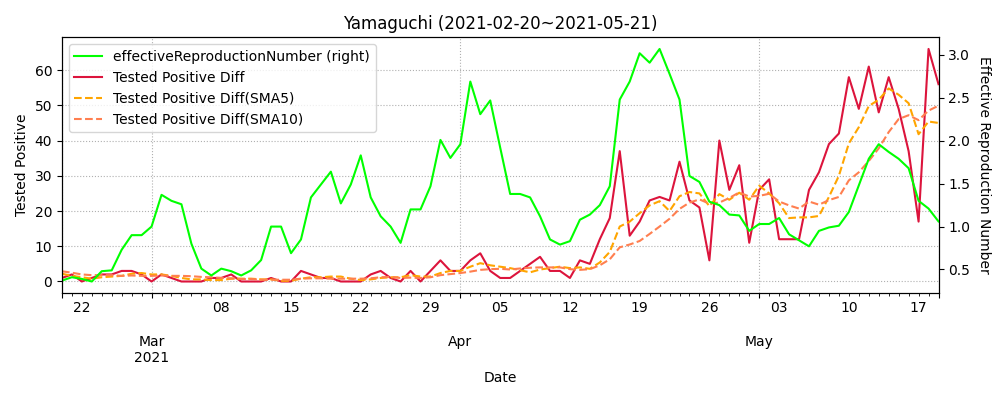 Yamaguchi (2021-02-20~2021-05-21)
effectiveReproductionNumber (right)
Tested Positive Diff
Tested Positive Diff(SMA5)
Tested Positive Diff(SMA10)
Tested Positive
60
50
40
30
20
10
0
3.0
2.5
2.0
1.5
1.0
0.5
Effective Reproduction Number
22 08 15 22 29 05 12 19 26 03 10 17
Mar Apr May
2021
Date